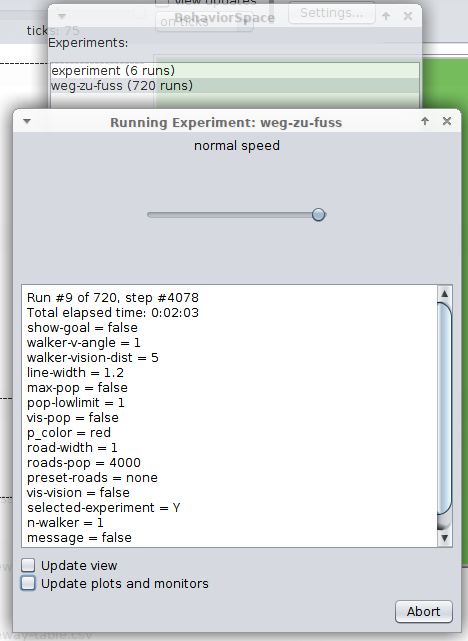 view updates
BehaviorSpace
Settings...
ticks: 75
on ticks
Experiments:
experiment (6 runs)
weg-zu-fuss (720 runs)
Running Experiment: weg-zu-fuss
normal speed
Run #9 of 720, step #4078
Total elapsed time: 0:02:03
show-goal = false
walker-v-angle = 1
walker-vision-dist = 5
line-width = 1.2
max-pop = false
pop-lowlimit = 1
vis-pop = false
p_color = red
road-width = 1
roads-pop = 4000
preset-roads = none
vis-vision = false
selected-experiment = Y
n-walker = 1
message = false
Update view
Update plots and monitors
Abort
eway-table.csv